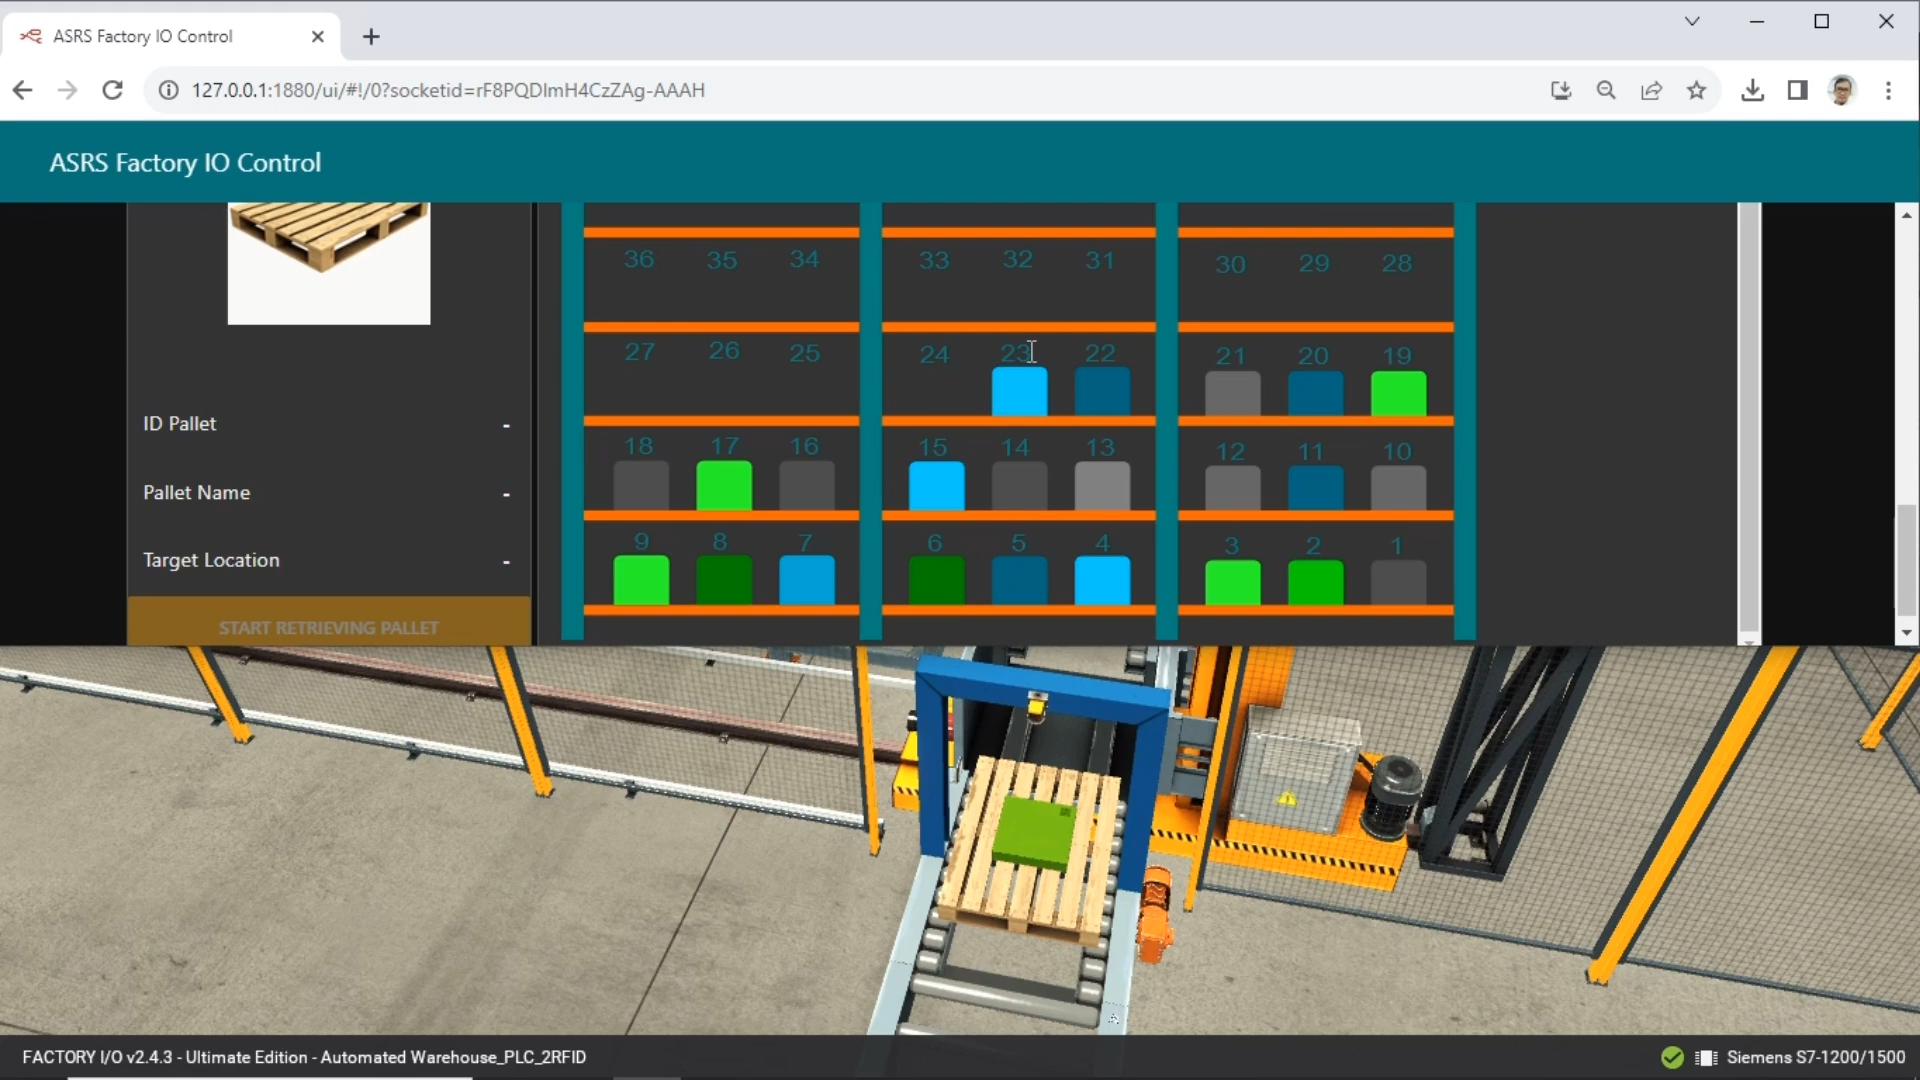 ASRS Factory IO Control
127.0.0.1:1880/ui/#!/0?socketid=rF8PQDImH4CzZAg-AAAH
ASRS Factory IO Control
36 35 34 33 32 31 30 29 28
27 26 25 24 23 22 21 20 19
ID Pallet -
18 17 16 15 14 13 12 11 10
Pallet Name -
9 8 7 6 5 4 3 2 1
Target Location -
START RETRIEVING PALLET
FACTORY I/O v2.4.3 - Ultimate Edition - Automated Warehouse_PLC_2RFID
Siemens S7-1200/1500